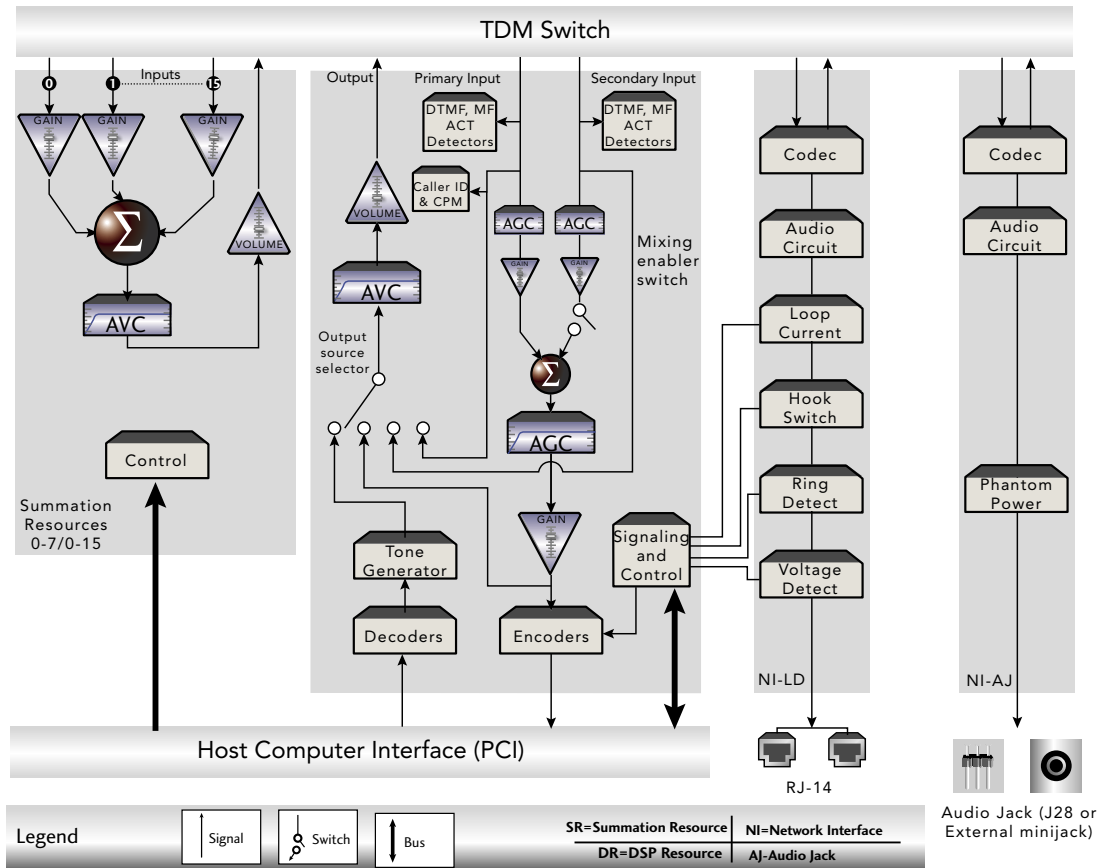 TDM Switch
0
1
Inputs
15
GAIN
GAIN
GAIN
Σ
VOLUME
AVC
Control
Summation
Resources
0-7/0-15
Output
Primary Input
Secondary Input
DTMF, MF
ACT
Detectors
DTMF, MF
ACT
Detectors
Caller ID
& CPM
VOLUME
AGC
AGC
GAIN
GAIN
Mixing
enabler
switch
AVC
Output
source
selector
Σ
AGC
GAIN
Tone
Generator
Signaling
and
Control
Decoders
Encoders
Codec
Audio
Circuit
Loop
Current
Hook
Switch
Ring
Detect
Voltage
Detect
NI-LD
RJ-14
Codec
Audio
Circuit
Phantom
Power
NI-AJ
Audio Jack (J28 or
External minijack)
Host Computer Interface (PCI)
Legend
Signal
Switch
Bus
SR=Summation Resource
NI=Network Interface
DR=DSP Resource
AJ-Audio Jack